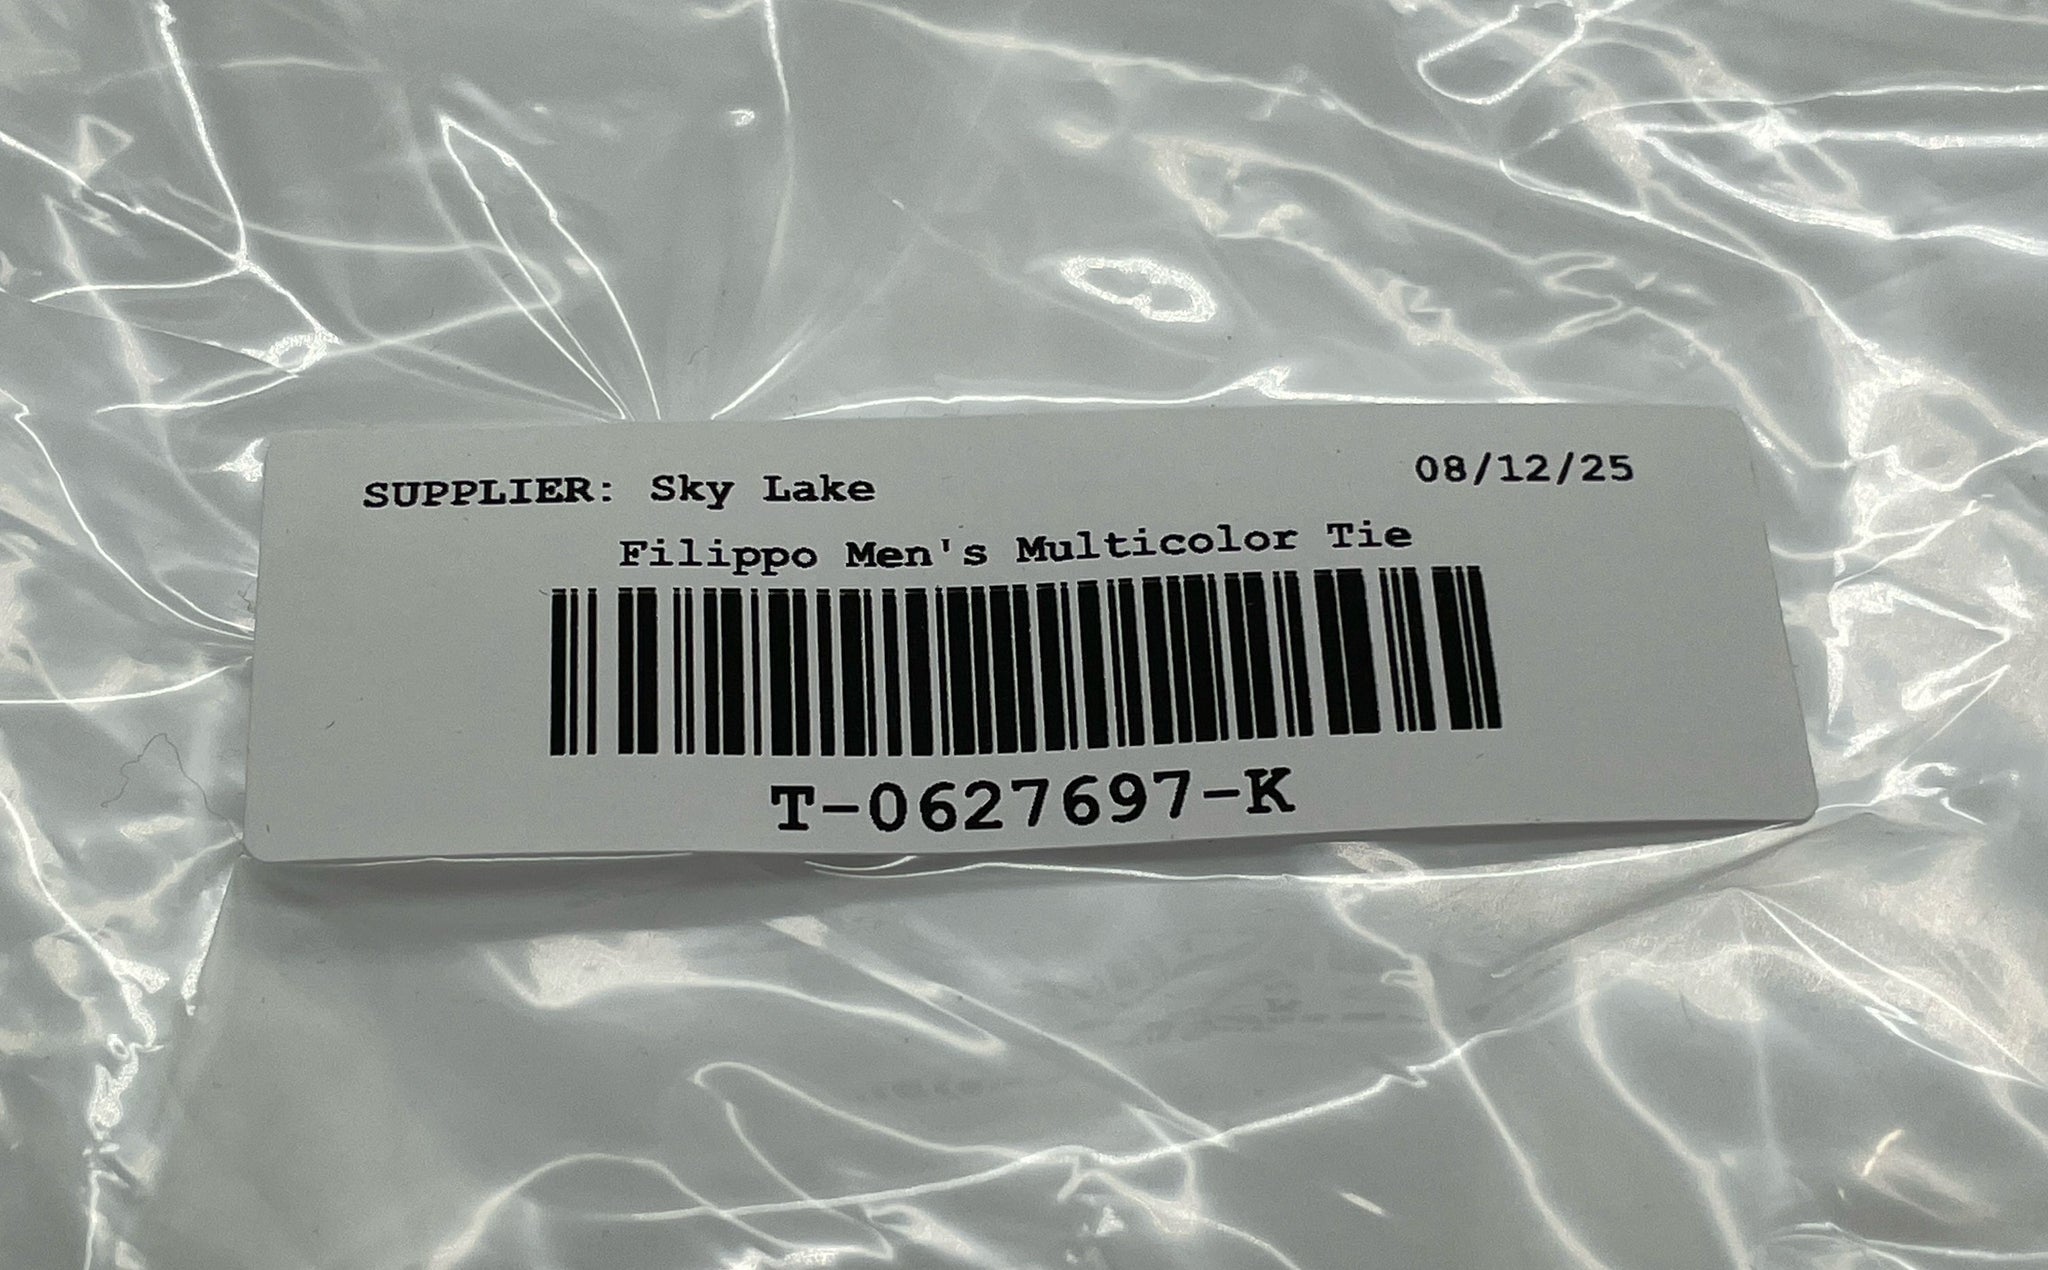 SUPPLIER: Sky Lake 08/12/25
Filippo Men's Multicolor Tie
T-0627697-K